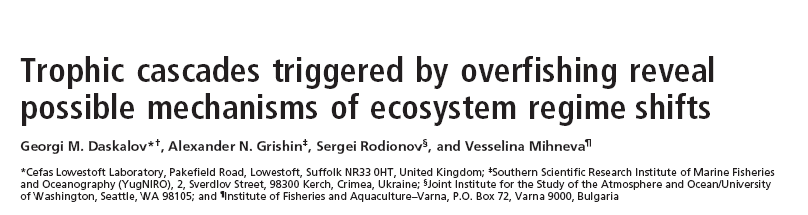 Trophic cascades triggered by overfishing reveal
possible mechanisms of ecosystem regime shifts
Georgi M. Daskalov*†, Alexander N. Grishin‡, Sergei Rodionov§, and Vesselina Mihneva¶
*Cefas Lowestoft Laboratory, Pakefield Road, Lowestoft, Suffolk NR33 0HT, United Kingdom; ‡Southern Scientific Research Institute of Marine Fisheries
and Oceanography (YugNIRO), 2, Sverdlov Street, 98300 Kerch, Crimea, Ukraine; §Joint Institute for the Study of the Atmosphere and Ocean/University
of Washington, Seattle, WA 98105; and ¶Institute of Fisheries and Aquaculture–Varna, P.O. Box 72, Varna 9000, Bulgaria